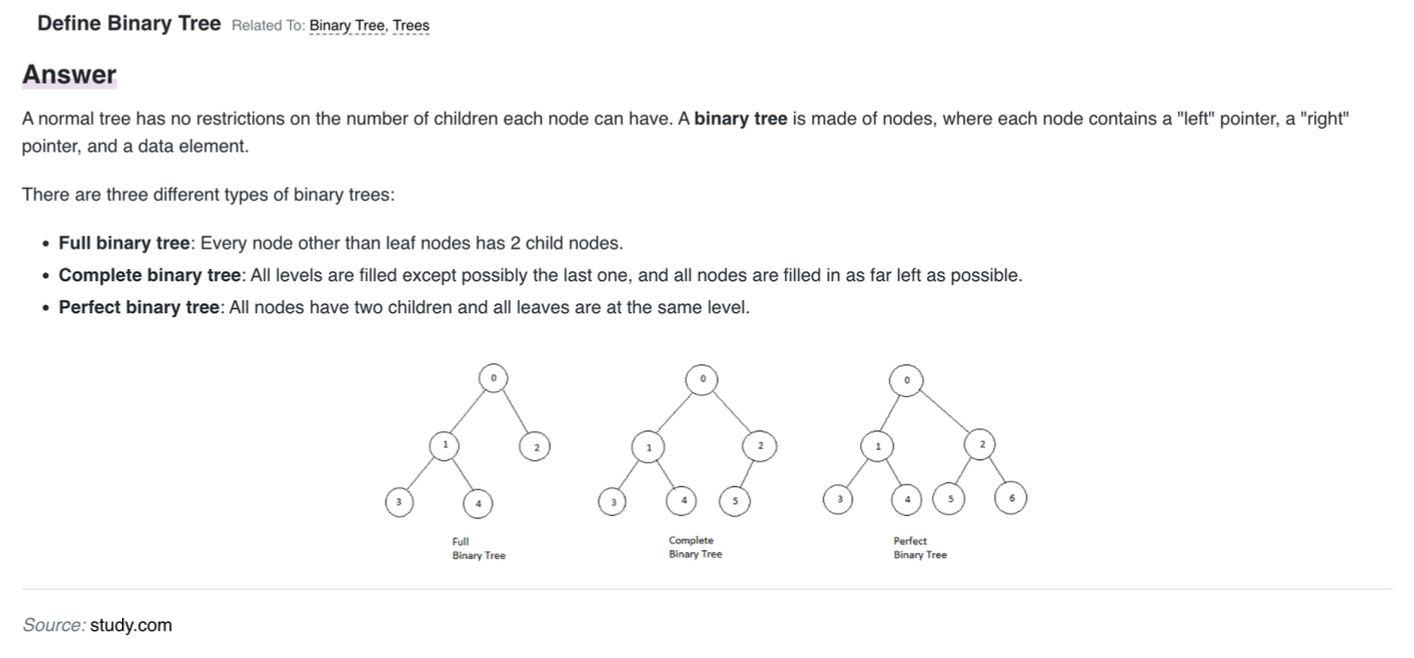 Define Binary Tree Related To: Binary Tree, Trees
Answer
A normal tree has no restrictions on the number of children each node can have. A binary tree is made of nodes, where each node contains a "left" pointer, a "right"
pointer, and a data element.
There are three different types of binary trees:
• Full binary tree: Every node other than leaf nodes has 2 child nodes.
• Complete binary tree: All levels are filled except possibly the last one, and all nodes are filled in as far left as possible.
• Perfect binary tree: All nodes have two children and all leaves are at the same level.
0
1 2
3 4
Full
Binary Tree
0
1 2
3 4 5
Complete
Binary Tree
0
1 2
3 4 5 6
Perfect
Binary Tree
Source: study.com